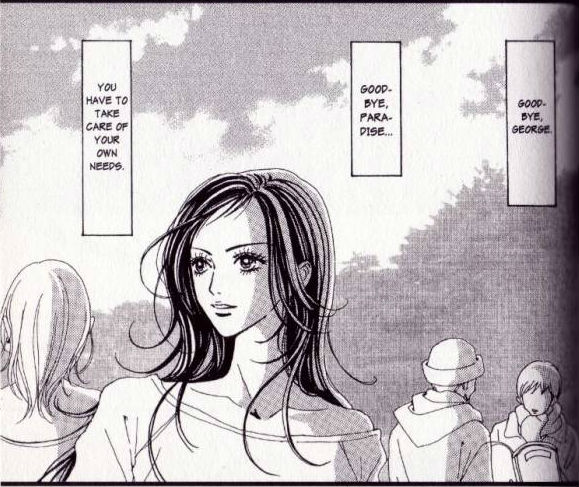 GOOD-
BYE,
GEORGE.
GOOD-
BYE,
PARA-
DISE...
YOU
HAVE TO
TAKE
CARE OF
YOUR
OWN
NEEDS.